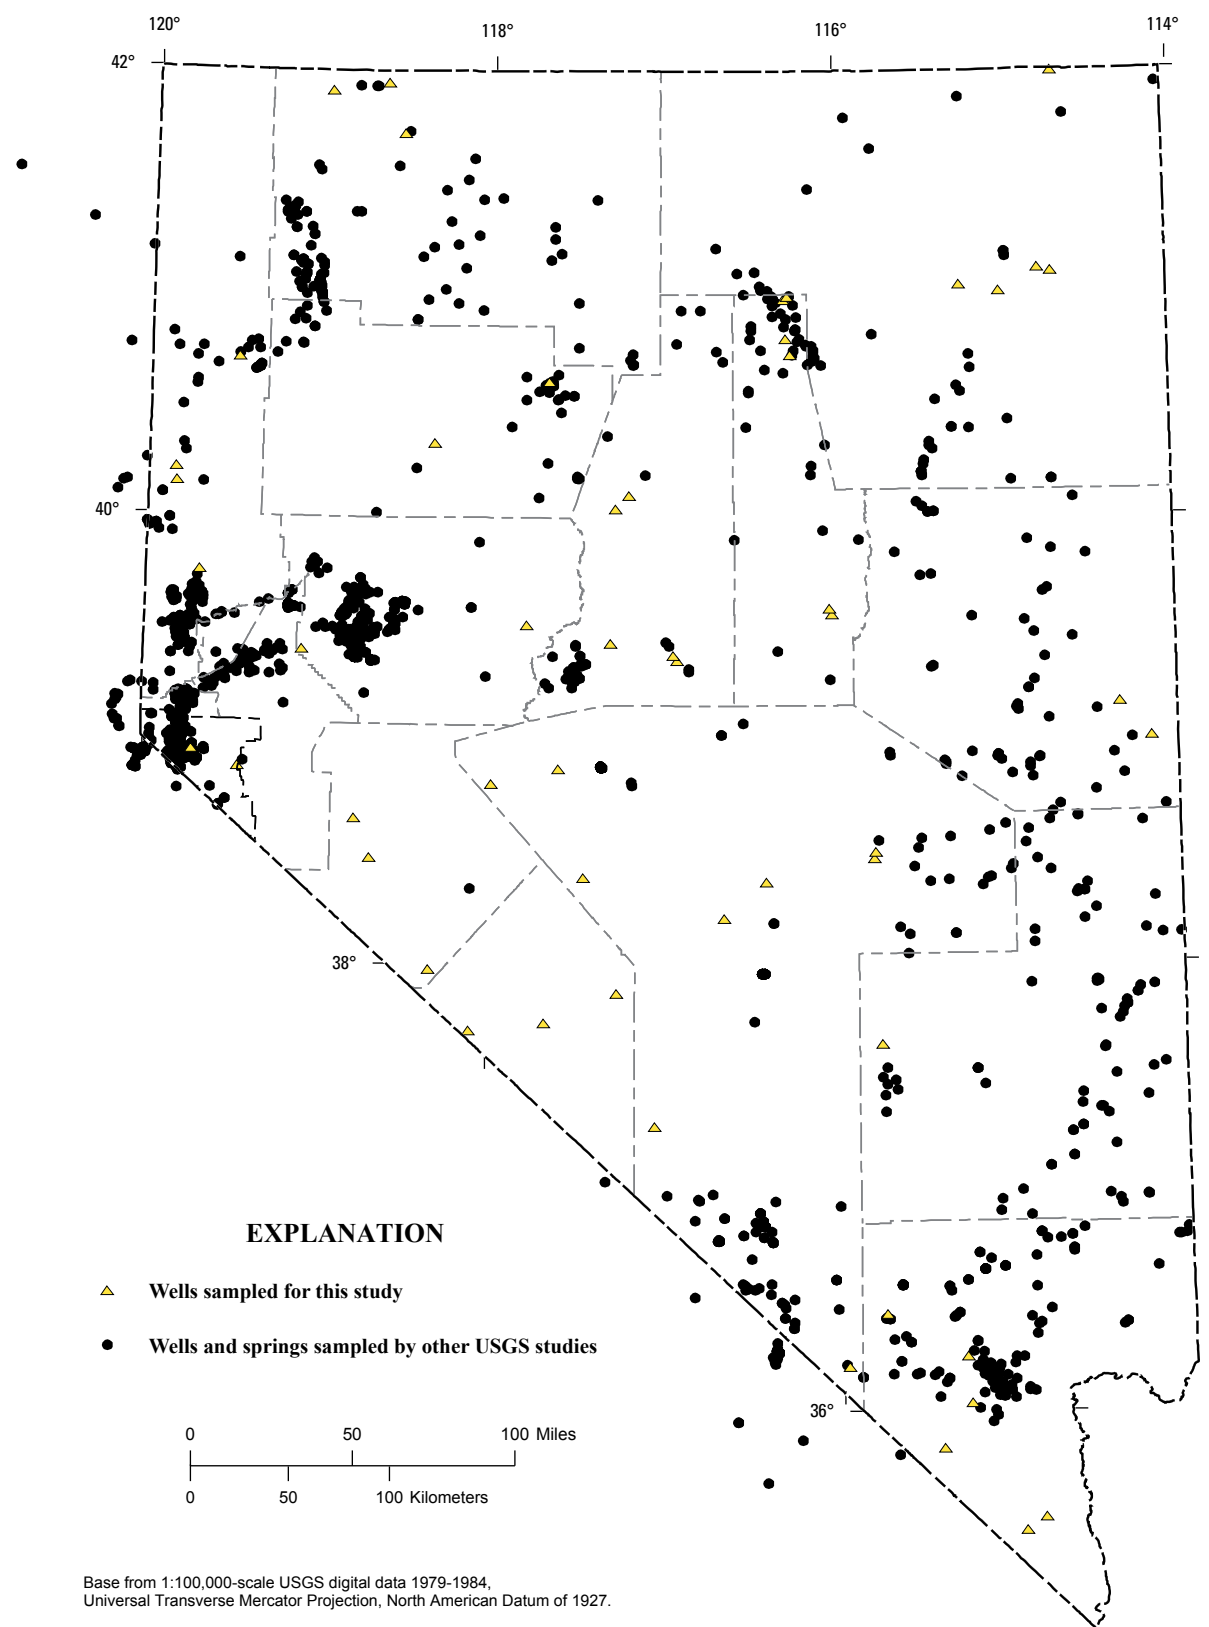 120°
118°
116°
114°
42°
40°
38°
36°
EXPLANATION
Wells sampled for this study
Wells and springs sampled by other USGS studies
0 50 100 Miles
0 50 100 Kilometers
Base from 1:100,000-scale USGS digital data 1979-1984,
Universal Transverse Mercator Projection, North American Datum of 1927.